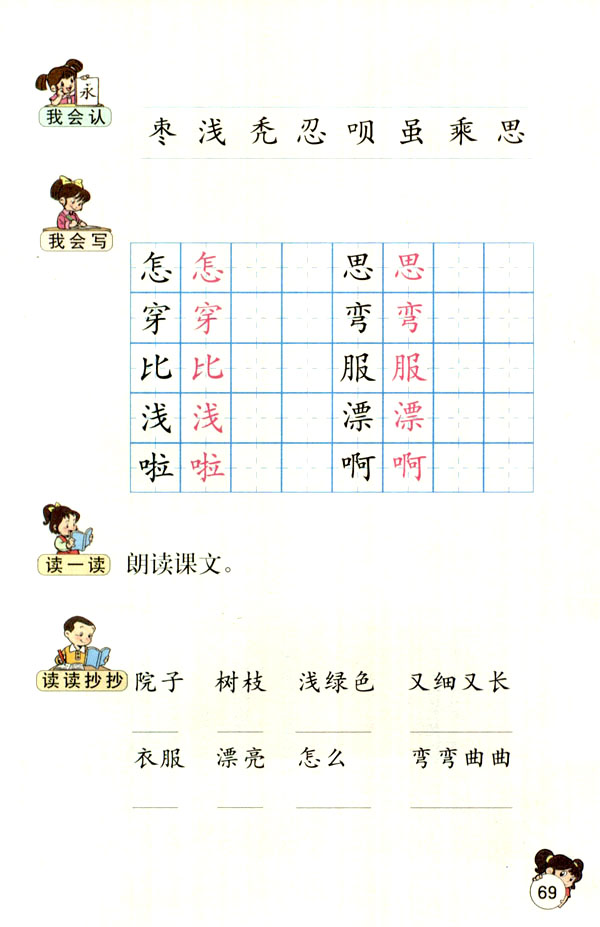 永
我会认
枣 浅 秃 忍 呗 虽 乘 思
我会写
怎 怎 思 思
穿 穿 弯 弯
比 比 服 服
浅 浅 漂 漂
啦 啦 啊 啊
读一读 朗读课文。
读读抄抄 院子 树枝 浅绿色 又细又长
衣服 漂亮 怎么 弯弯曲曲
69